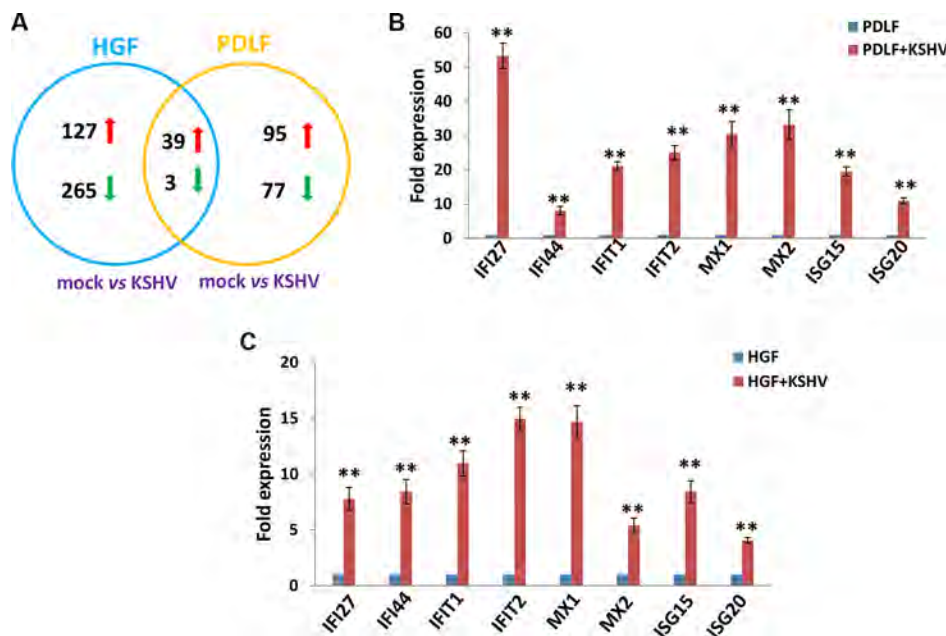 A
HGF PDLF
127 39 95
265 3 77
mock vs KSHV mock vs KSHV
B
PDLF
PDLF+KSHV
Fold expression
60
50
40
30
20
10
0
** ** ** ** ** ** ** **
IFI27 IFI44 IFIT1 IFIT2 MX1 MX2 ISG15 ISG20
C
HGF
HGF+KSHV
Fold expression
20
15
10
5
0
** ** ** ** ** ** ** **
IFI27 IFI44 IFIT1 IFIT2 MX1 MX2 ISG15 ISG20